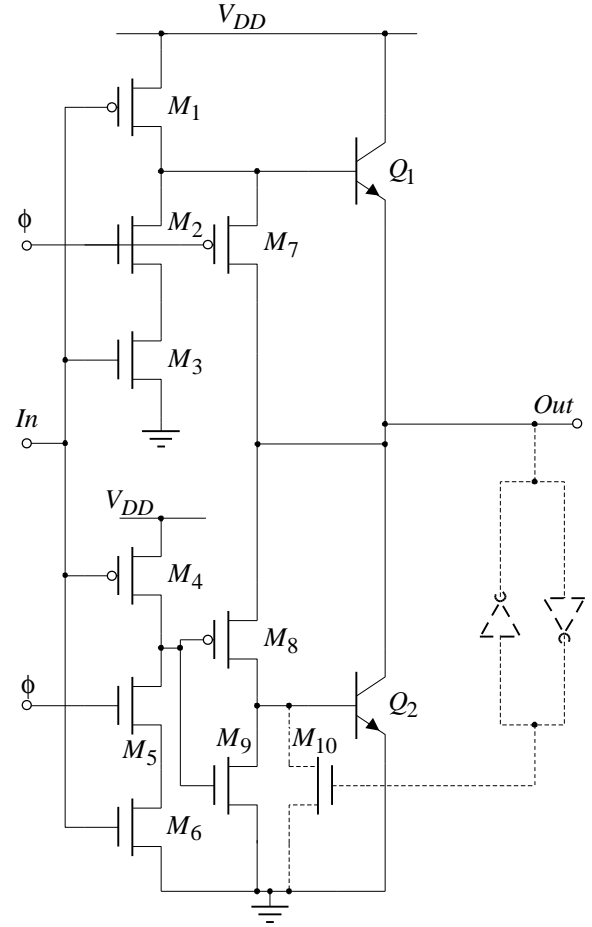 V_DD
M_1
Q_1
ϕ
M_2
M_7
M_3
In
Out
V_DD
M_4
M_8
ϕ
Q_2
M_5
M_9
M_10
M_6